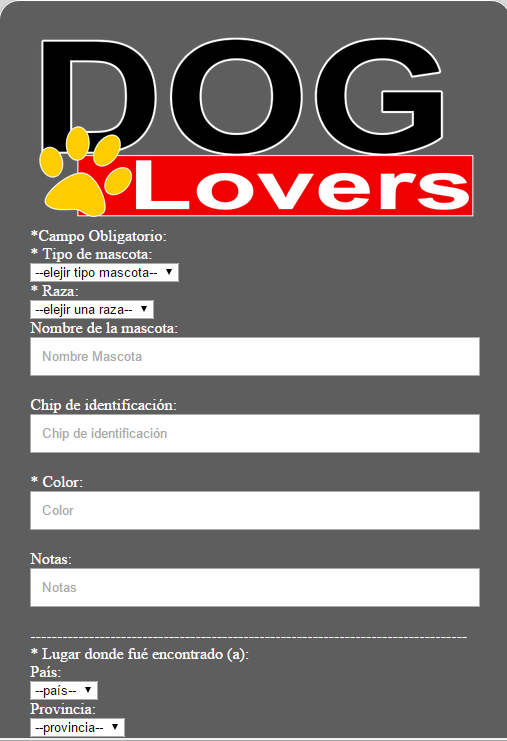 DOG
Lovers
*Campo Obligatorio:
* Tipo de mascota:
--elejir tipo mascota--
* Raza:
--elejir una raza--
Nombre de la mascota:
Nombre Mascota
Chip de identificación:
Chip de identificación
* Color:
Color
Notas:
Notas
--------------------------------------------------------------------------------
* Lugar donde fué encontrado (a):
País:
--país--
Provincia:
--provincia--